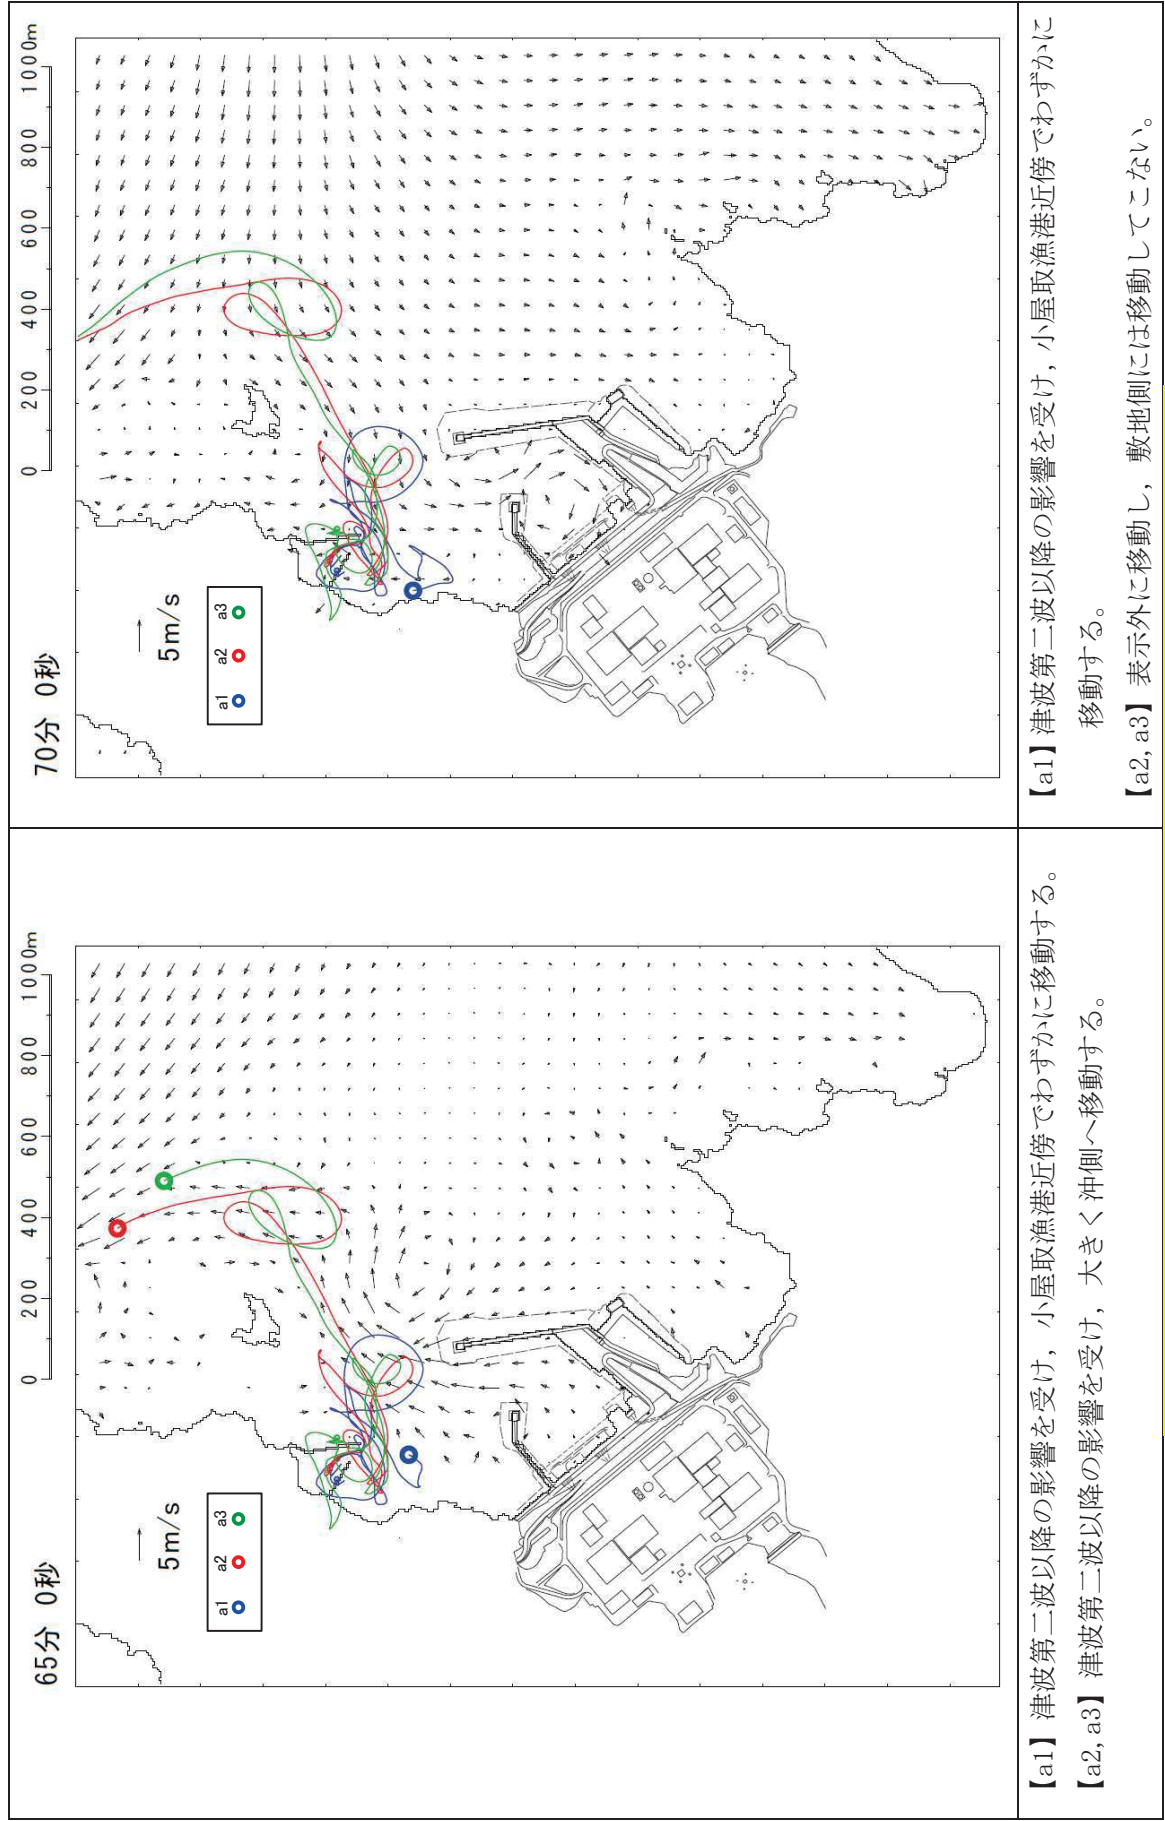 65分 0秒
0 200 400 600 800 1000m
5m/s
a1 a2 a3
【a1】津波第二波以降の影響を受け，小屋取漁港近傍でわずかに移動する。
【a2, a3】津波第二波以降の影響を受け，大きく沖側へ移動する。
70分 0秒
0 200 400 600 800 1000m
5m/s
a1 a2 a3
【a1】津波第二波以降の影響を受け，小屋取漁港近傍でわずかに
移動する。
【a2, a3】表示外に移動し，敷地側には移動してこない。